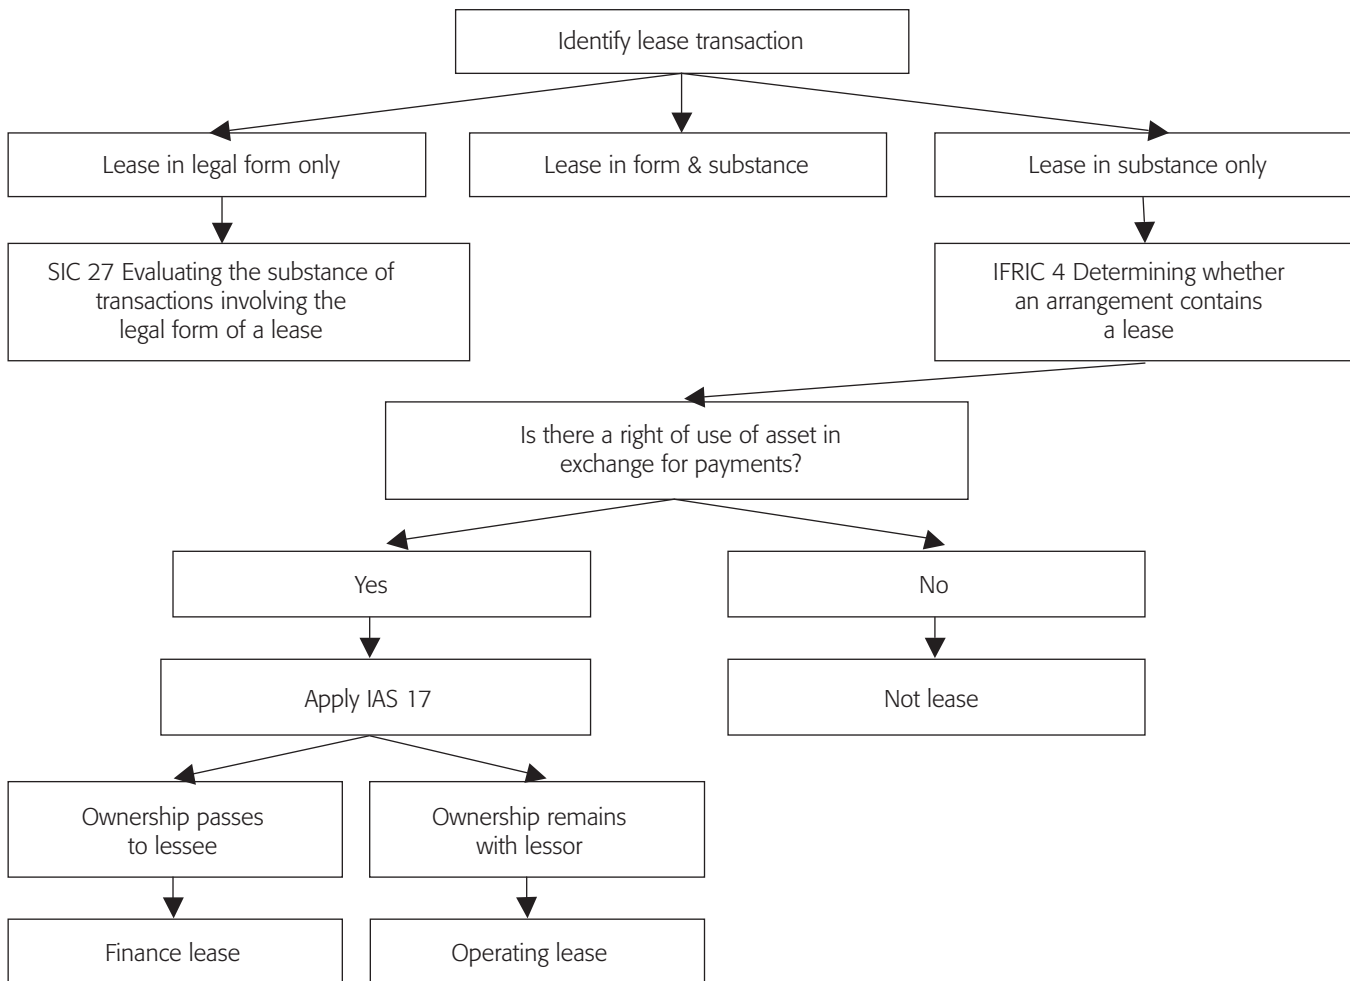 Identify lease transaction
Lease in legal form only
Lease in form & substance
Lease in substance only
SIC 27 Evaluating the substance of
transactions involving the
legal form of a lease
IFRIC 4 Determining whether
an arrangement contains
a lease
Is there a right of use of asset in
exchange for payments?
Yes
No
Apply IAS 17
Not lease
Ownership passes
to lessee
Ownership remains
with lessor
Finance lease
Operating lease